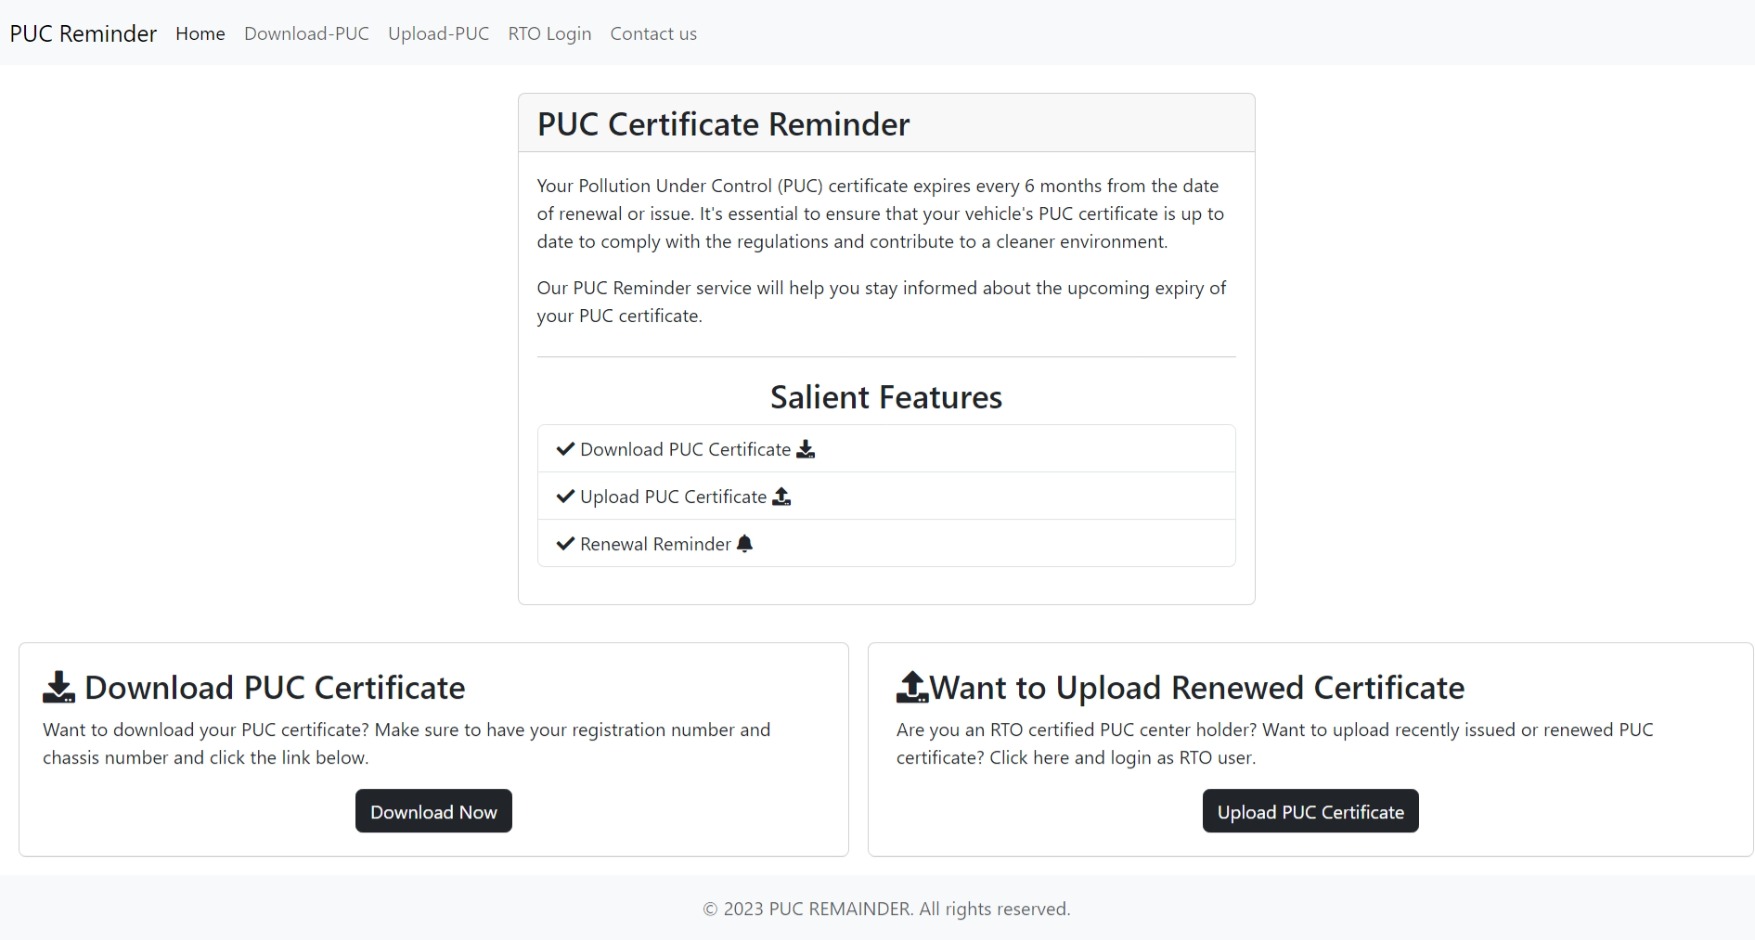 PUC Reminder Home Download-PUC Upload-PUC RTO Login Contact us
PUC Certificate Reminder
Your Pollution Under Control (PUC) certificate expires every 6 months from the date
of renewal or issue. It's essential to ensure that your vehicle's PUC certificate is up to
date to comply with the regulations and contribute to a cleaner environment.
Our PUC Reminder service will help you stay informed about the upcoming expiry of
your PUC certificate.
Salient Features
Download PUC Certificate
Upload PUC Certificate
Renewal Reminder
Download PUC Certificate
Want to download your PUC certificate? Make sure to have your registration number and
chassis number and click the link below.
Download Now
Want to Upload Renewed Certificate
Are you an RTO certified PUC center holder? Want to upload recently issued or renewed PUC
certificate? Click here and login as RTO user.
Upload PUC Certificate
© 2023 PUC REMAINDER. All rights reserved.